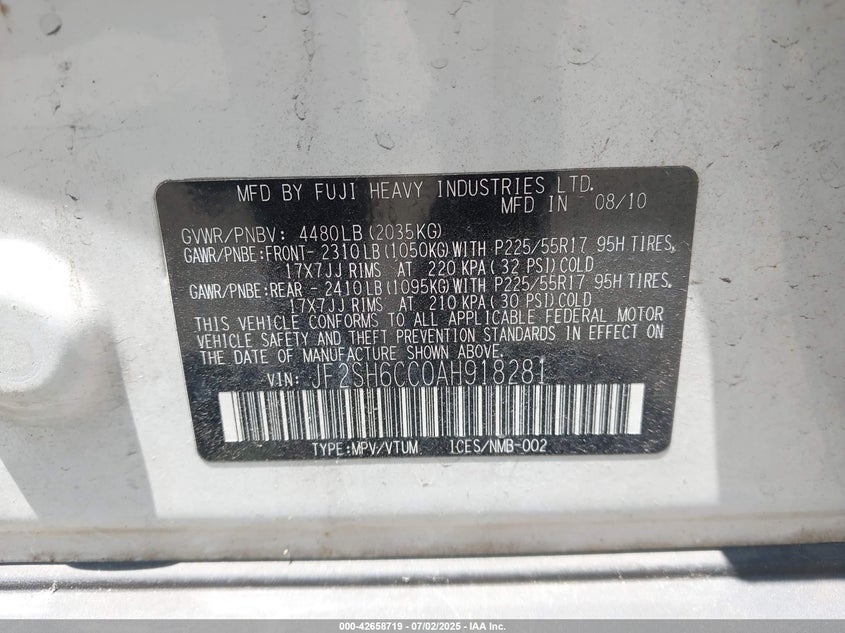 MFD BY FUJI HEAVY INDUSTRIES LTD.
MFD IN 08/10
GVWR/PNBV: 4480LB(2035KG)
GAWR/PNBE:FRONT- 2310LB(1050KG)WITH P225/55R17 95H TIRES,
17X7JJ RIMS AT 220 KPA(32 PSI)COLD
GAWR/PNBE:REAR - 2410LB(1095KG)WITH P225/55R17 95H TIRES,
17X7JJ RIMS AT 210 KPA(30 PSI)COLD
THIS VEHICLE CONFORMS TO ALL APPLICABLE FEDERAL MOTOR
VEHICLE SAFETY AND THEFT PREVENTION STANDARDS IN EFFECT ON
THE DATE OF MANUFACTURE SHOWN ABOVE.
VIN: JF2SH6CC0AH918281
TYPE:MPV/VTUM ICES/NMB-002
000-42658719 - 07/02/2025 - IAA Inc.